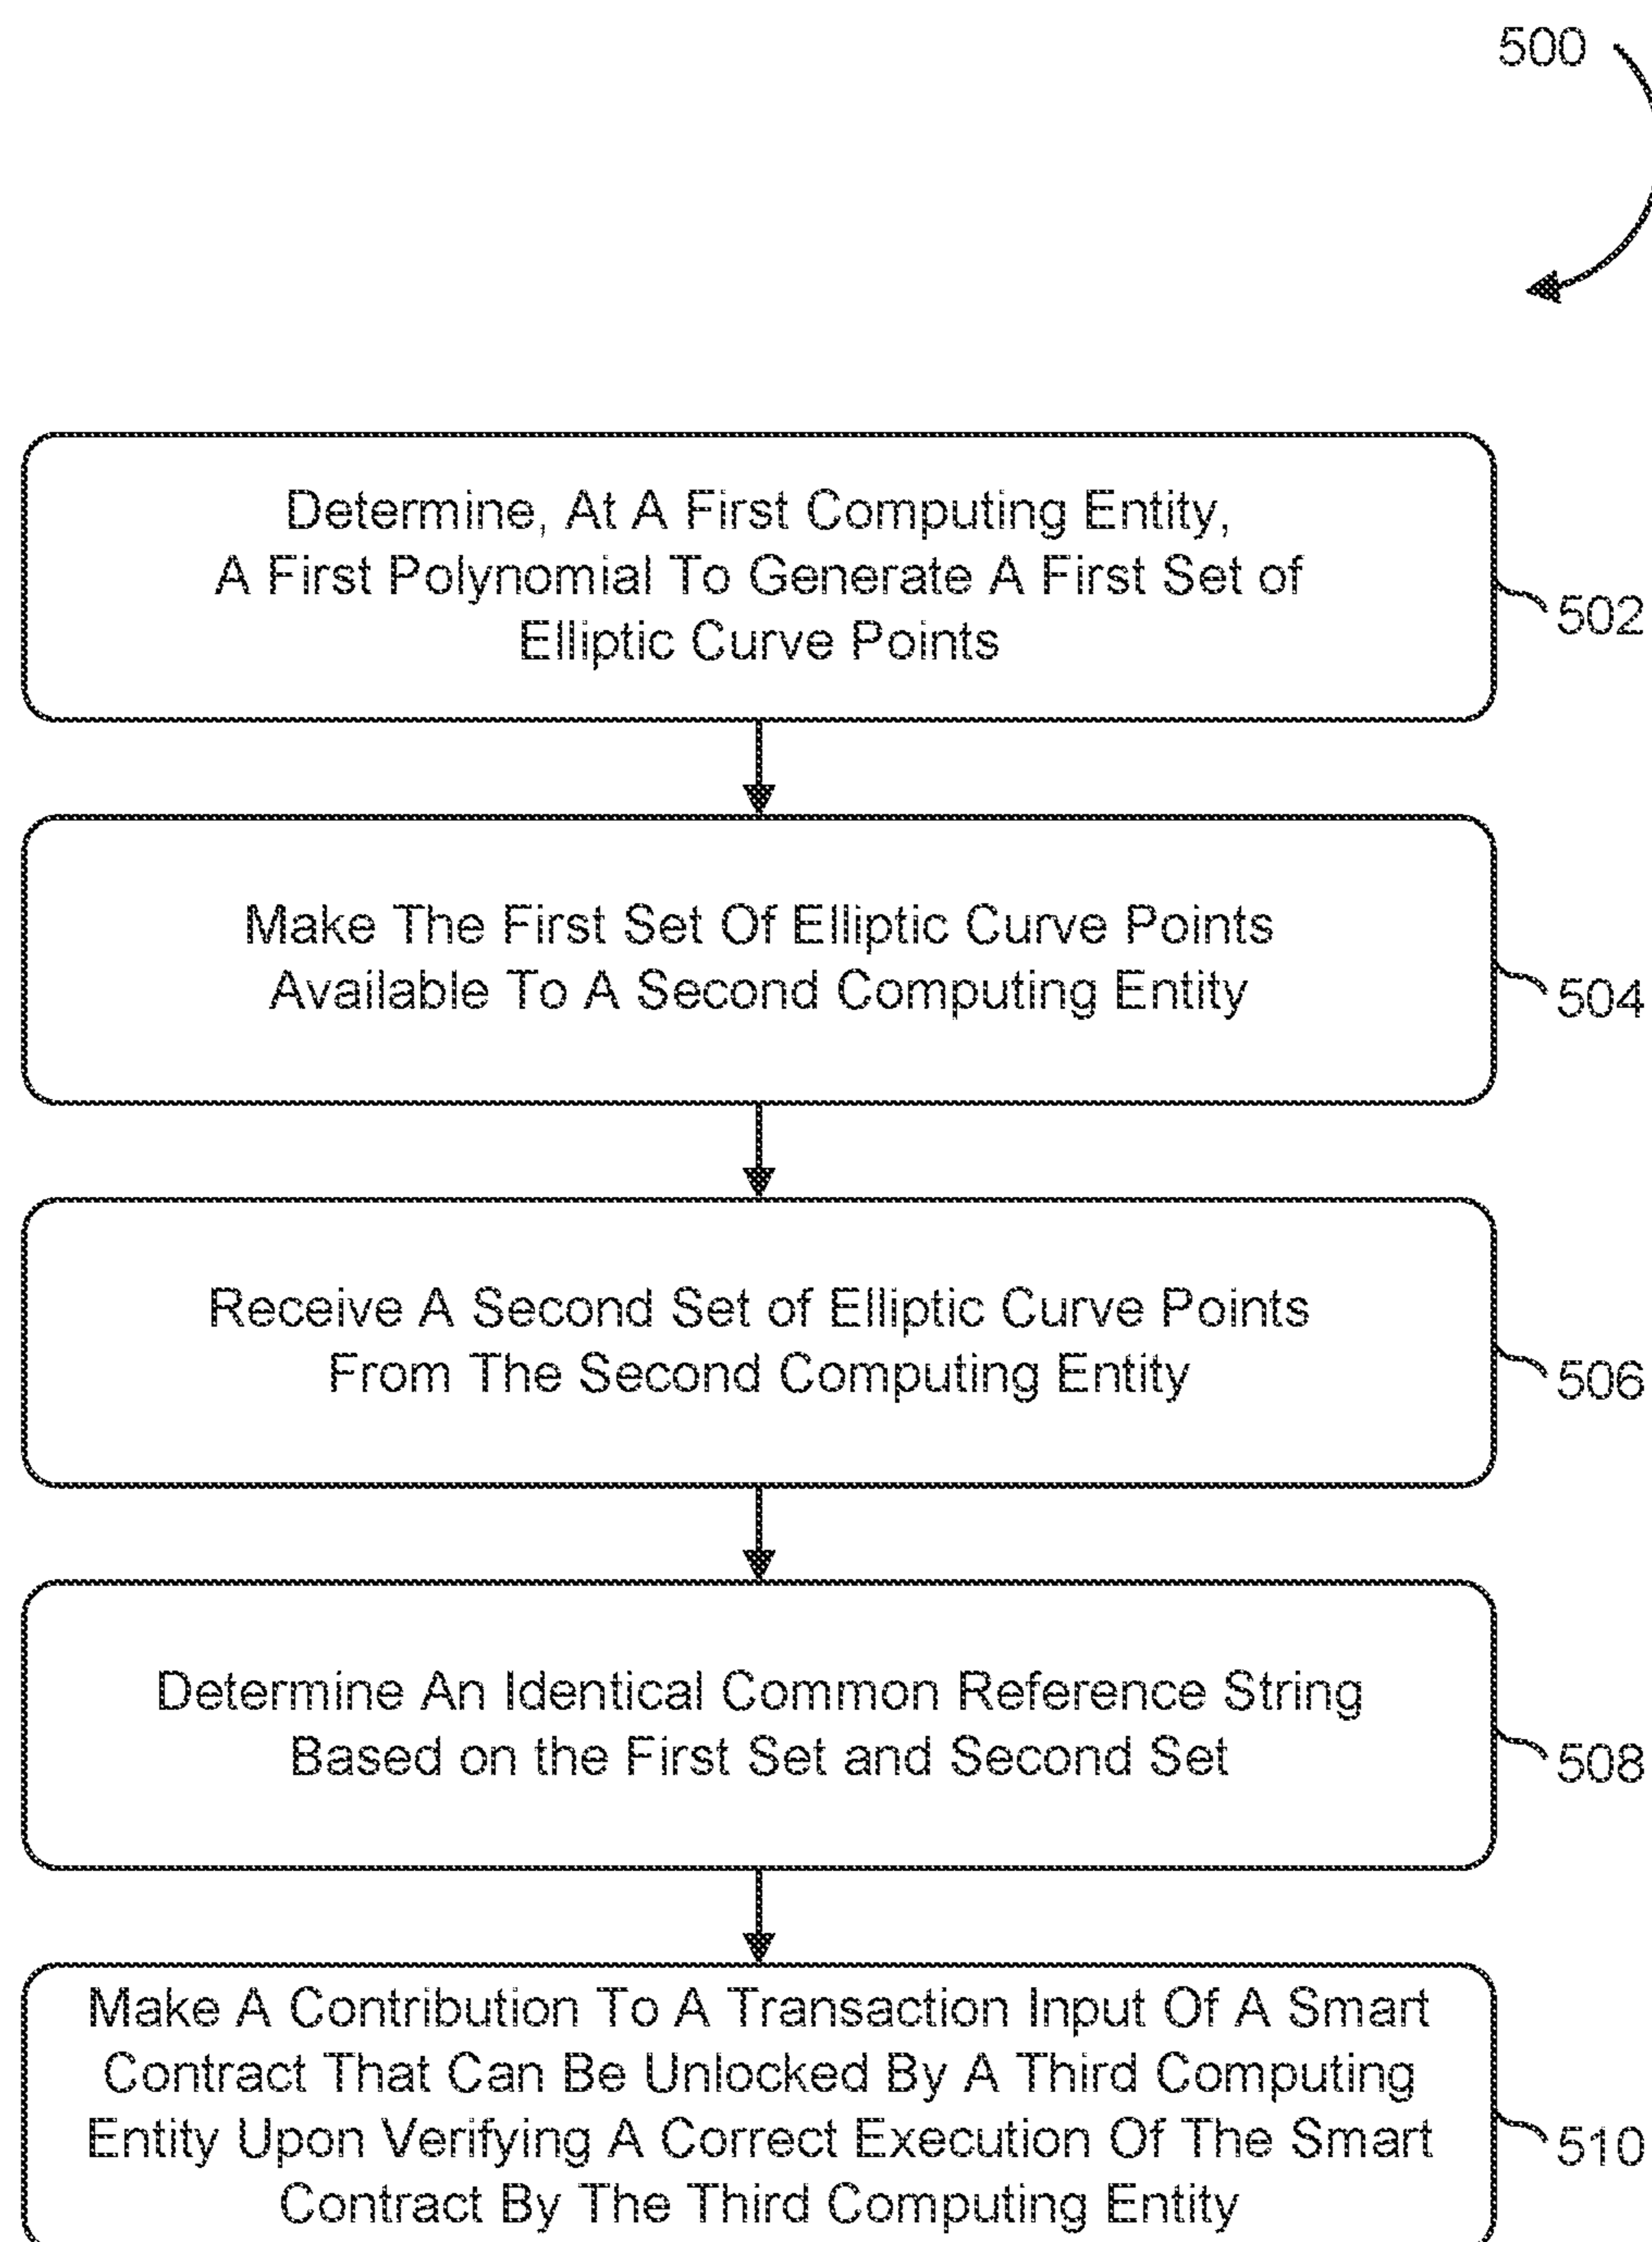 500
Determine, At A First Computing Entity,
A First Polynomial To Generate A First Set of
Elliptic Curve Points
502
Make The First Set Of Elliptic Curve Points
Available To A Second Computing Entity
504
Receive A Second Set of Elliptic Curve Points
From The Second Computing Entity
506
Determine An Identical Common Reference String
Based on the First Set and Second Set
508
Make A Contribution To A Transaction Input Of A Smart
Contract That Can Be Unlocked By A Third Computing
Entity Upon Verifying A Correct Execution Of The Smart
Contract By The Third Computing Entity
510